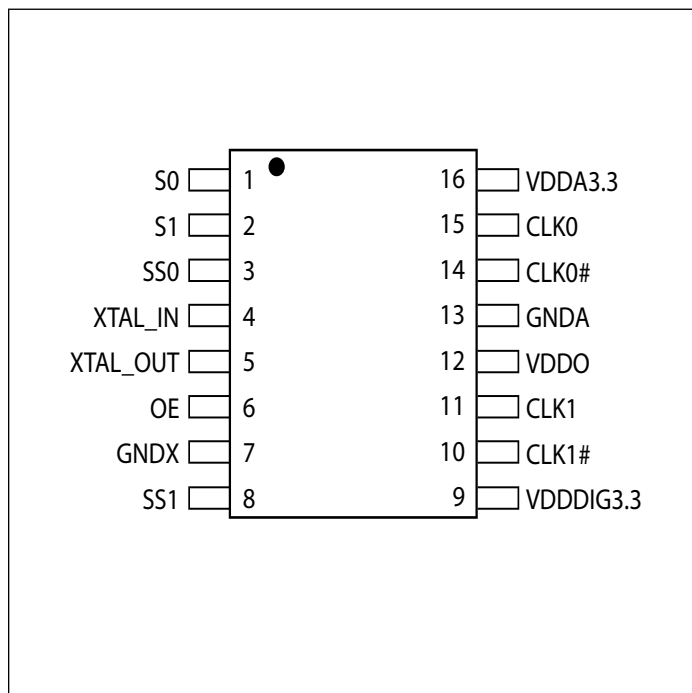 S0 1 16 VDDA3.3
S1 2 15 CLK0
SS0 3 14 CLK0#
XTAL_IN 4 13 GNDA
XTAL_OUT 5 12 VDDO
OE 6 11 CLK1
GNDX 7 10 CLK1#
SS1 8 9 VDDDIG3.3